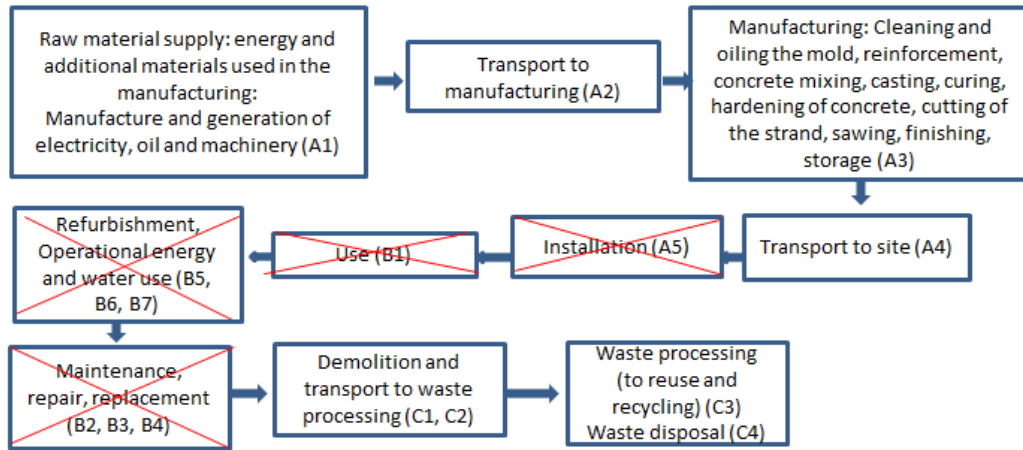 Raw material supply: energy and
additional materials used in the
manufacturing:
Manufacture and generation of
electricity, oil and machinery (A1)
Transport to
manufacturing (A2)
Manufacturing: Cleaning and
oiling the mold, reinforcement,
concrete mixing, casting, curing,
hardening of concrete, cutting of
the strand, sawing, finishing,
storage (A3)
Transport to site (A4)
Installation (A5)
Use (B1)
Refurbishment,
Operational energy
and water use (B5,
B6, B7)
Maintenance,
repair, replacement
(B2, B3, B4)
Demolition and
transport to waste
processing (C1, C2)
Waste processing
(to reuse and
recycling) (C3)
Waste disposal (C4)